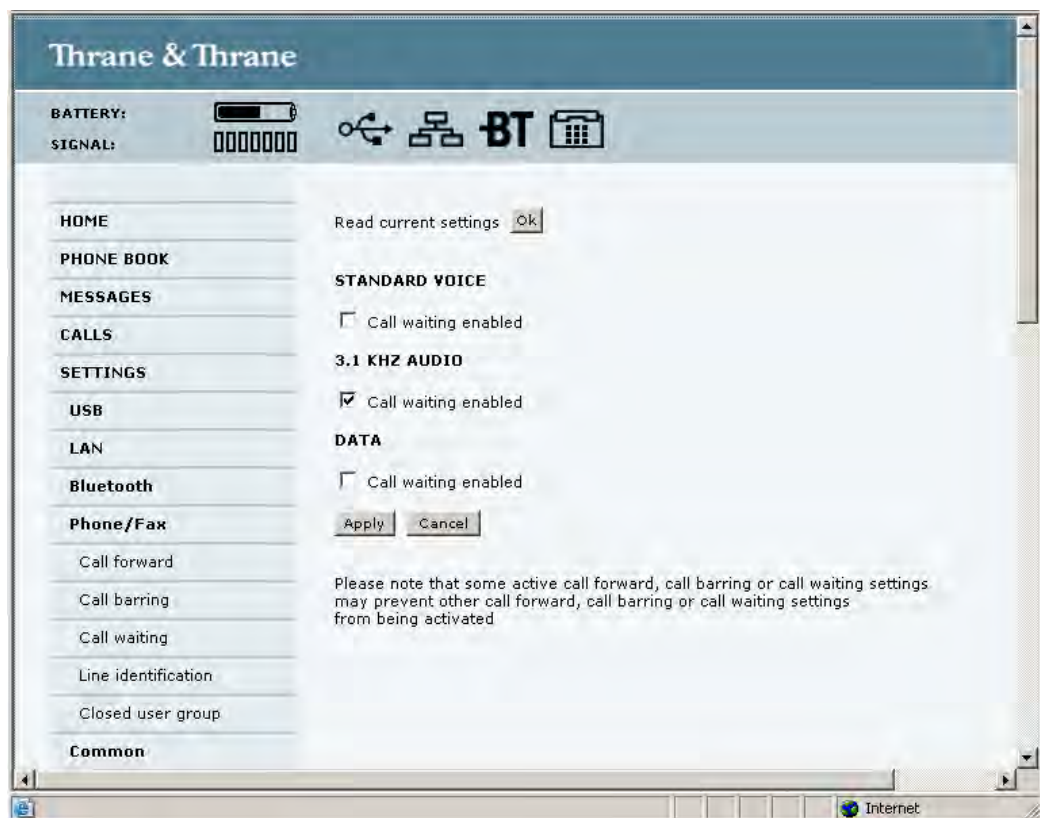 Thrane & Thrane
BATTERY:
SIGNAL:
BT
HOME
PHONE BOOK
MESSAGES
CALLS
SETTINGS
USB
LAN
Bluetooth
Phone/Fax
Call forward
Call barring
Call waiting
Line identification
Closed user group
Common
Read current settings Ok
STANDARD VOICE
Call waiting enabled
3.1 KHZ AUDIO
Call waiting enabled
DATA
Call waiting enabled
Apply Cancel
Please note that some active call forward, call barring or call waiting settings
may prevent other call forward, call barring or call waiting settings
from being activated
Internet